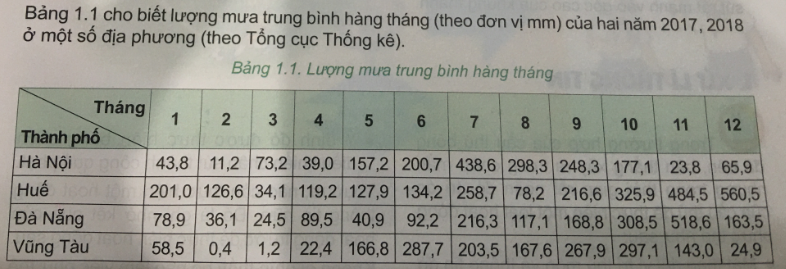 Bảng 1.1 cho biết lượng mưa trung bình hàng tháng (theo đơn vị mm) của hai năm 2017, 2018
ở một số địa phương (theo Tổng cục Thống kê).
Bảng 1.1. Lượng mưa trung bình hàng tháng
Tháng 1 2 3 4 5 6 7 8 9 10 11 12
Thành phố
Hà Nội 43,8 11,2 73,2 39,0 157,2 200,7 438,6 298,3 248,3 177,1 23,8 65,9
Huế 201,0 126,6 34,1 119,2 127,9 134,2 258,7 78,2 216,6 325,9 484,5 560,5
Đà Nẵng 78,9 36,1 24,5 89,5 40,9 92,2 216,3 117,1 168,8 308,5 518,6 163,5
Vũng Tàu 58,5 0,4 1,2 22,4 166,8 287,7 203,5 167,6 267,9 297,1 143,0 24,9